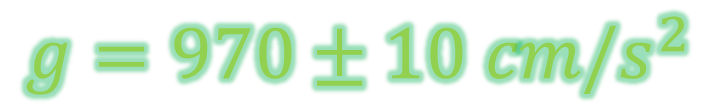 g = 970 ± 10 cm/s²